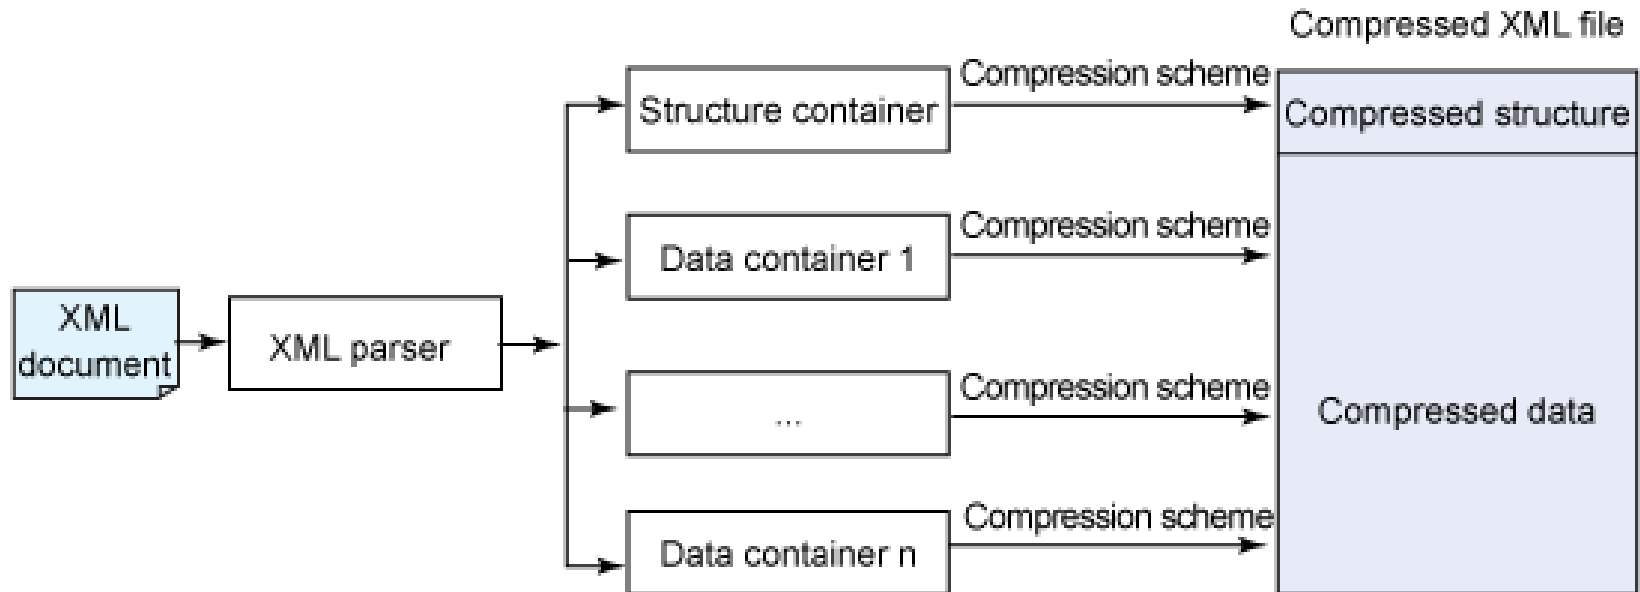 Compressed XML file
Structure container
Compression scheme
Compressed structure
Data container 1
Compression scheme
XML
document
XML parser
...
Compression scheme
Compressed data
Data container n
Compression scheme